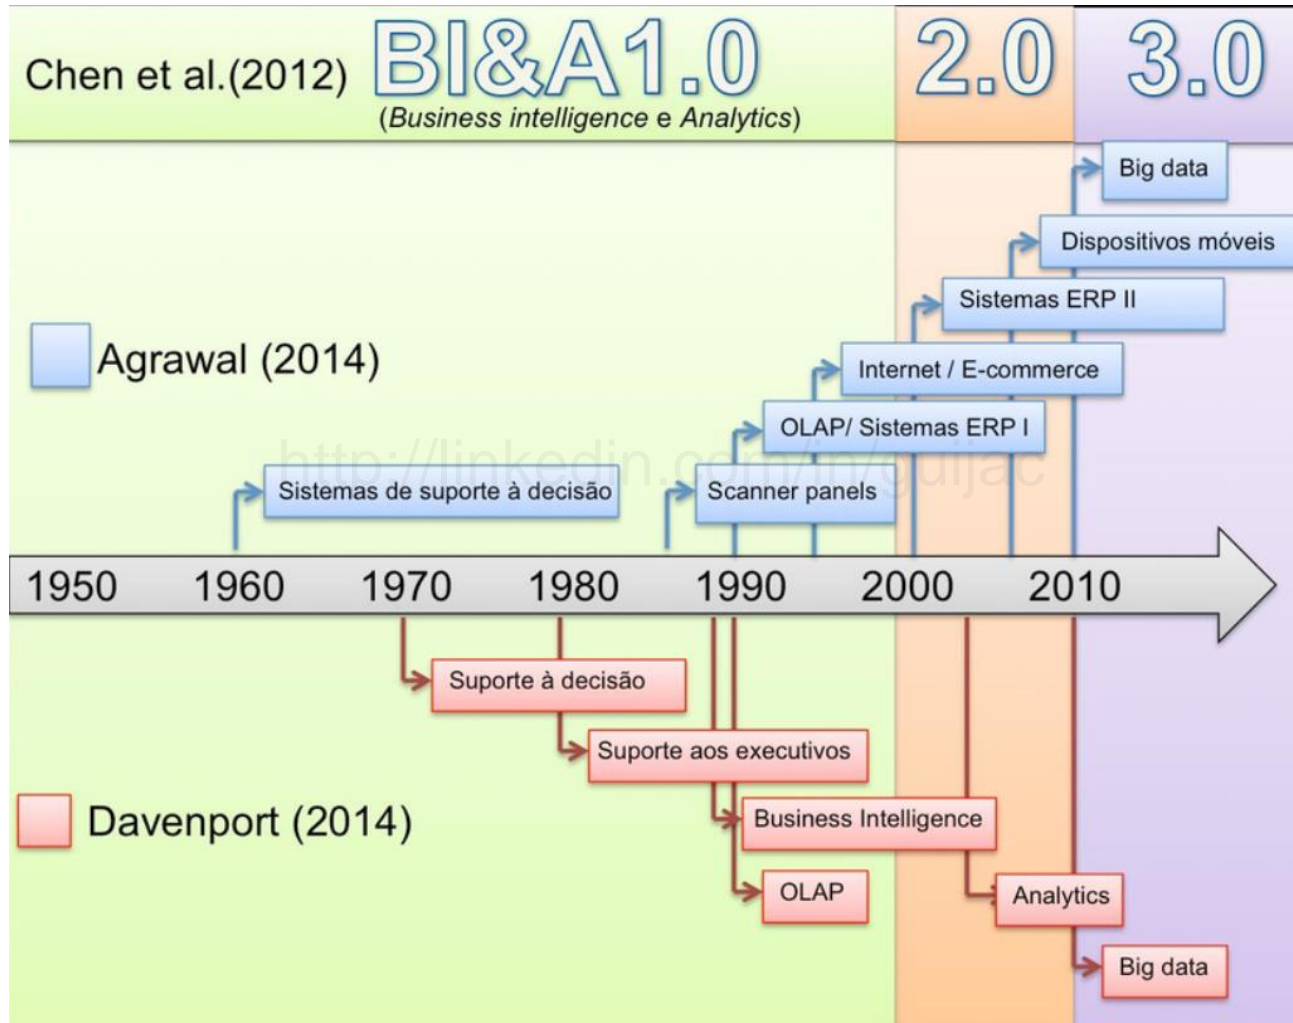 Chen et al.(2012) BI&A1.0 2.0 3.0
(Business intelligence e Analytics)
Big data
Dispositivos móveis
Sistemas ERP II
Agrawal (2014)
Internet / E-commerce
OLAP/ Sistemas ERP I
http://linkedin.com/in/guijac
Sistemas de suporte à decisão
Scanner panels
1950 1960 1970 1980 1990 2000 2010
Suporte à decisão
Suporte aos executivos
Davenport (2014)
Business Intelligence
OLAP
Analytics
Big data